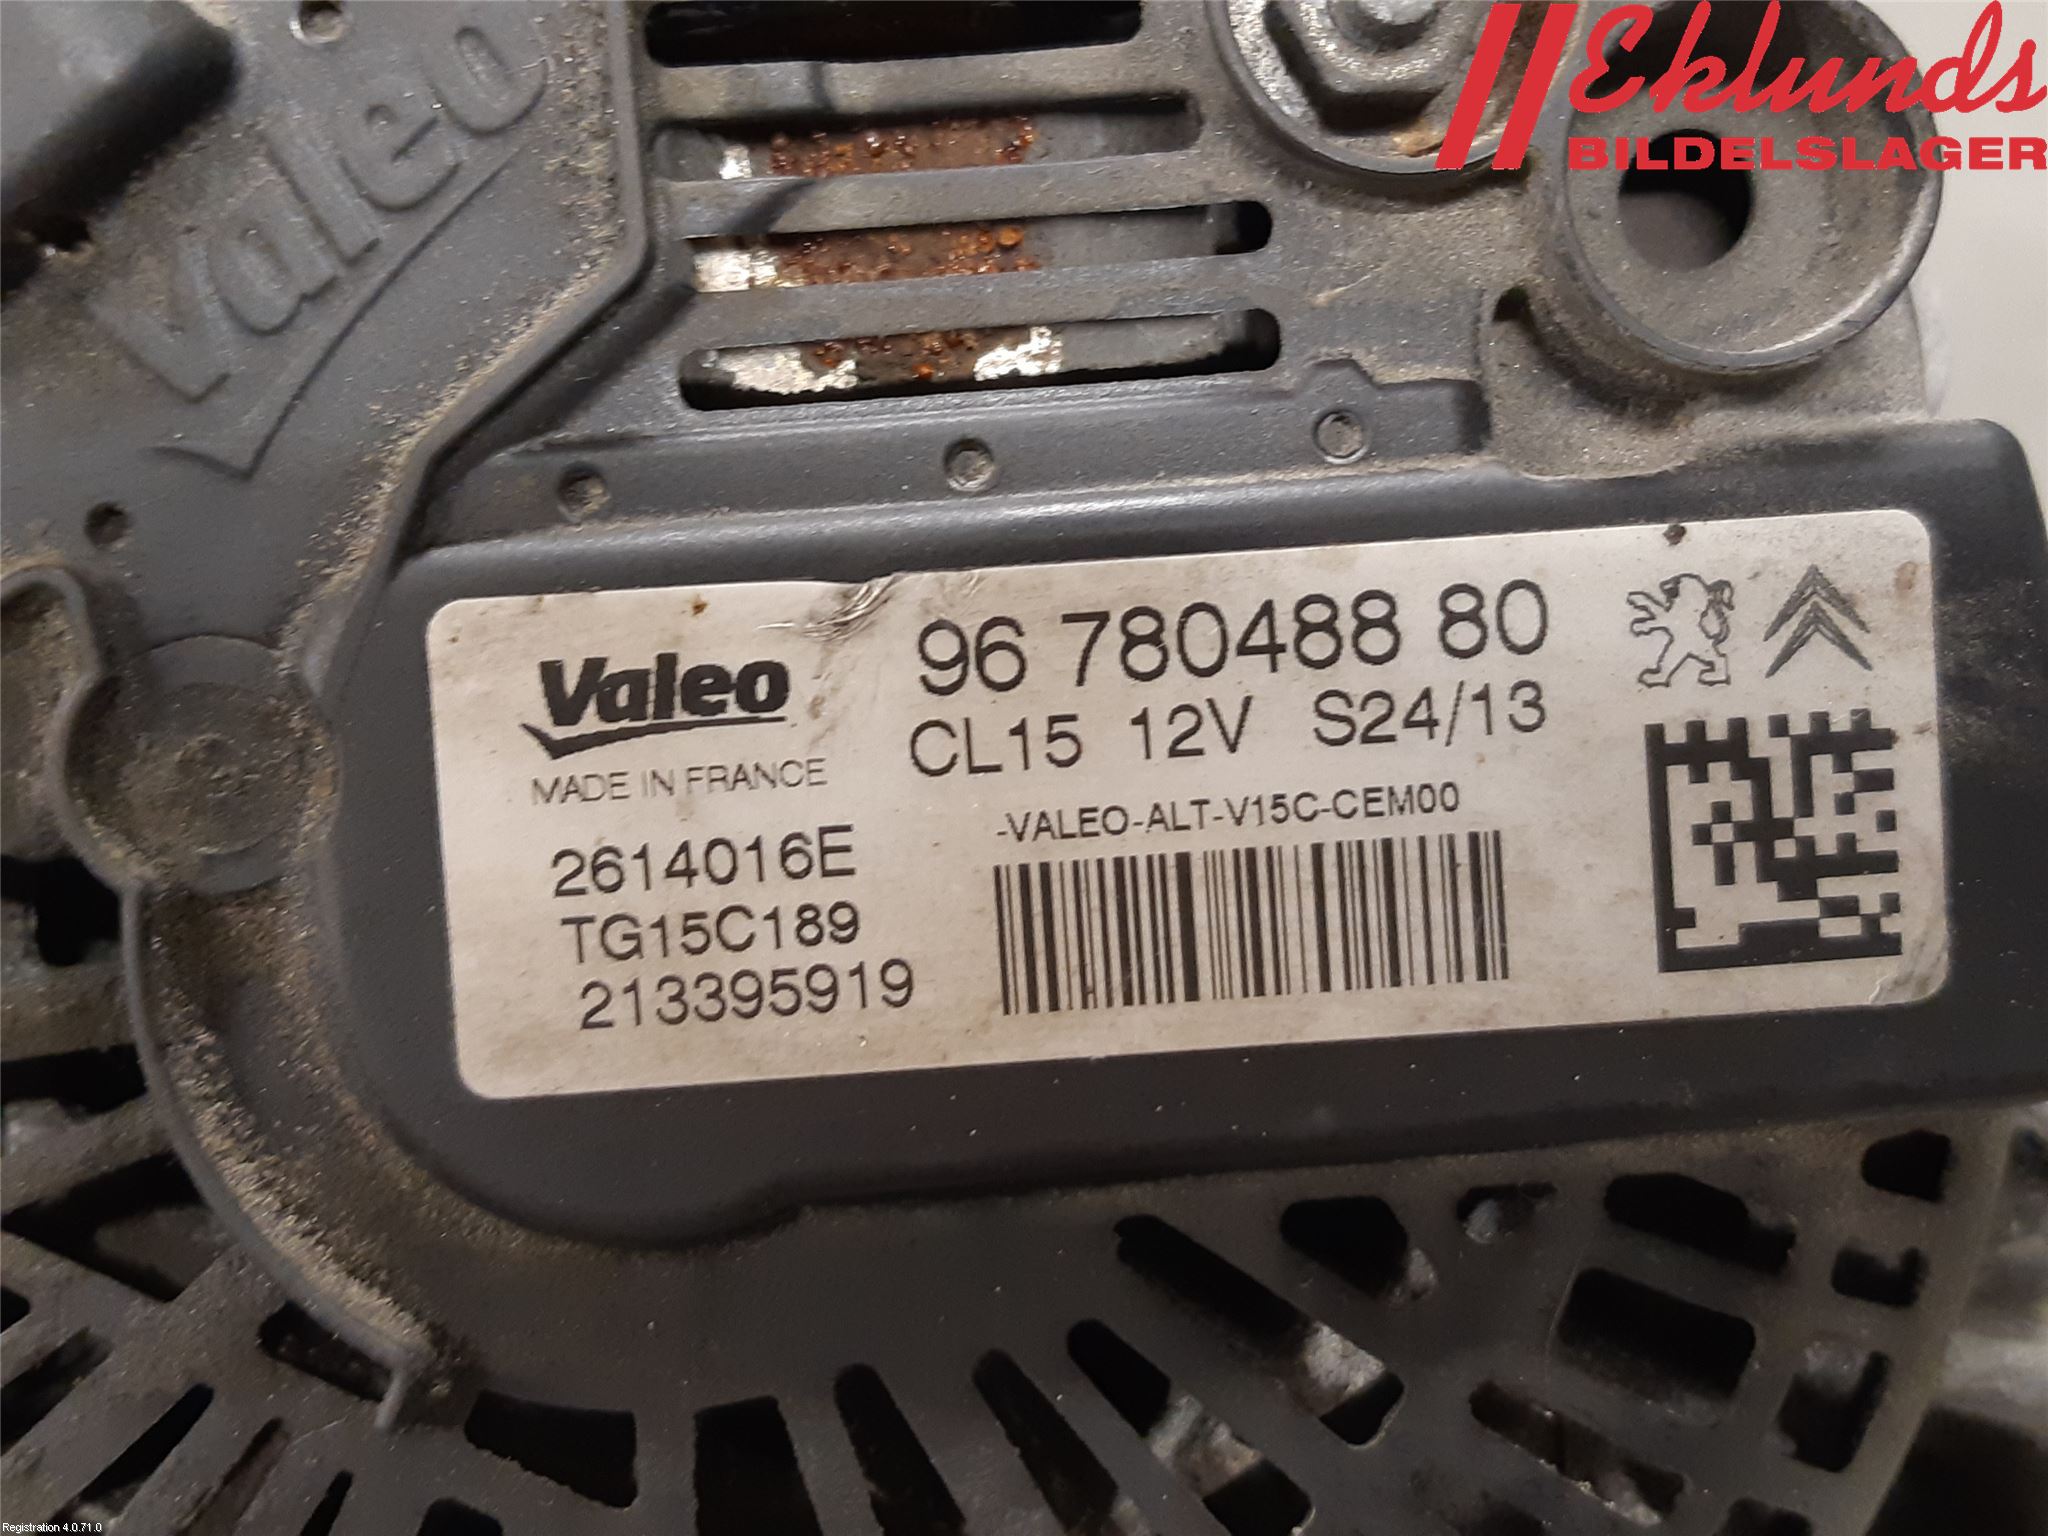 Eklunds
BILDELSLAGER
Valeo
Valeo
MADE IN FRANCE
2614016E
TG15C189
213395919
96 780488 80
CL15 12V S24/13
-VALEO-ALT-V15C-CEM00
Registration 4.0.71.0